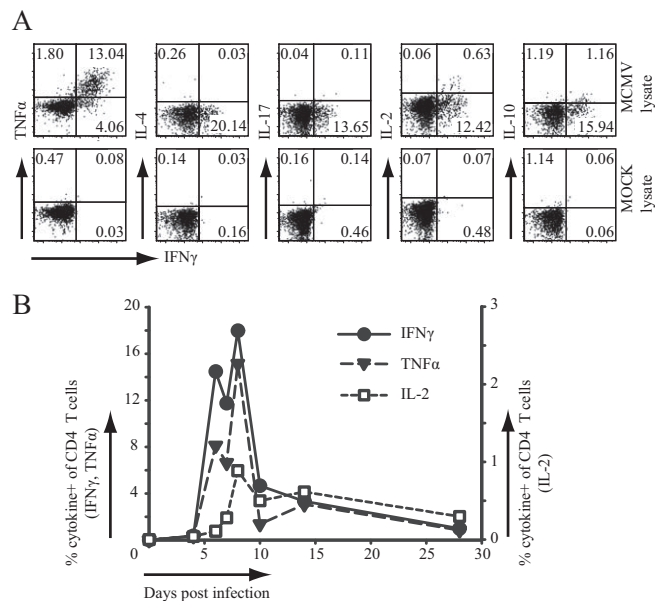 A
1.80 13.04 0.26 0.03 0.04 0.11 0.06 0.63 1.19 1.16
TNFα IL-4 IL-17 IL-2 IL-10
4.06 20.14 13.65 12.42 15.94
MCMV
lysate
0.47 0.08 0.14 0.03 0.16 0.14 0.07 0.07 1.14 0.06
0.03 0.16 0.46 0.48 0.06
MOCK
lysate
IFNγ
B
% cytokine+ of CD4 T cells
(IFNγ, TNFα)
20
16
12
8
4
0
IFNγ
TNFα
IL-2
3
2
1
0
% cytokine+ of CD4 T cells
(IL-2)
0 5 10 15 20 25 30
Days post infection